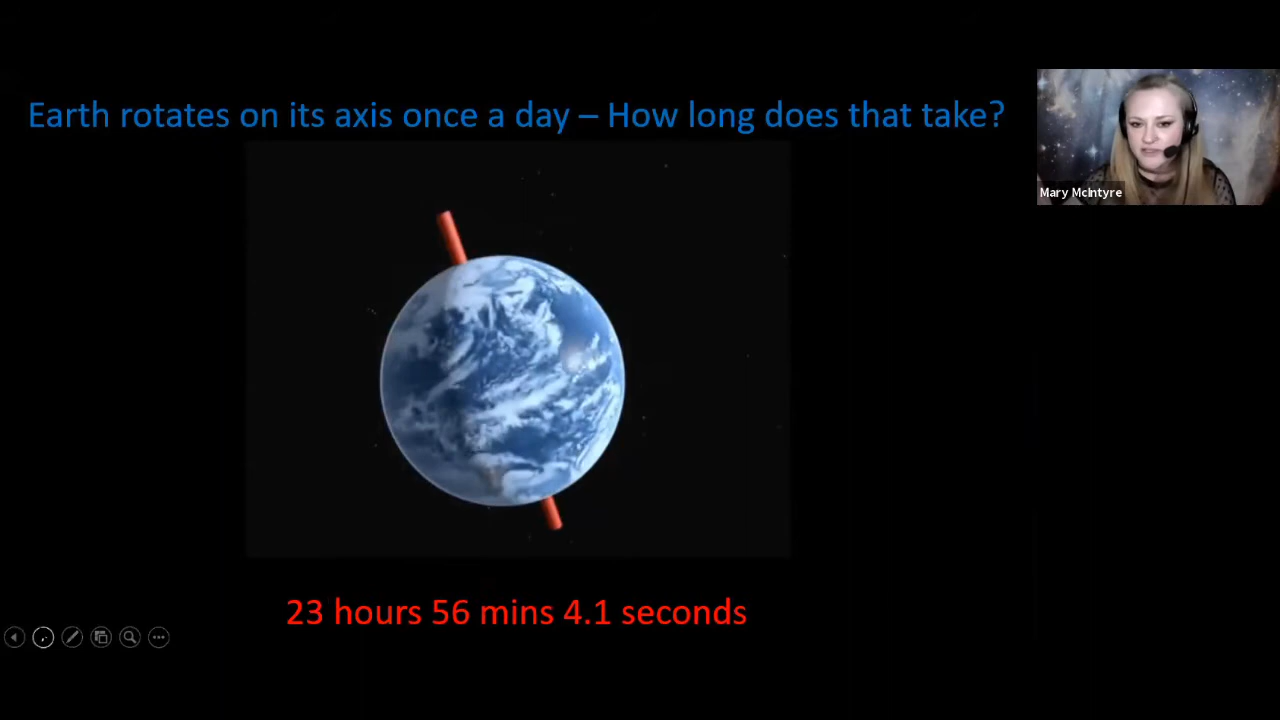 Earth rotates on its axis once a day – How long does that take?
Mary McIntyre
23 hours 56 mins 4.1 seconds